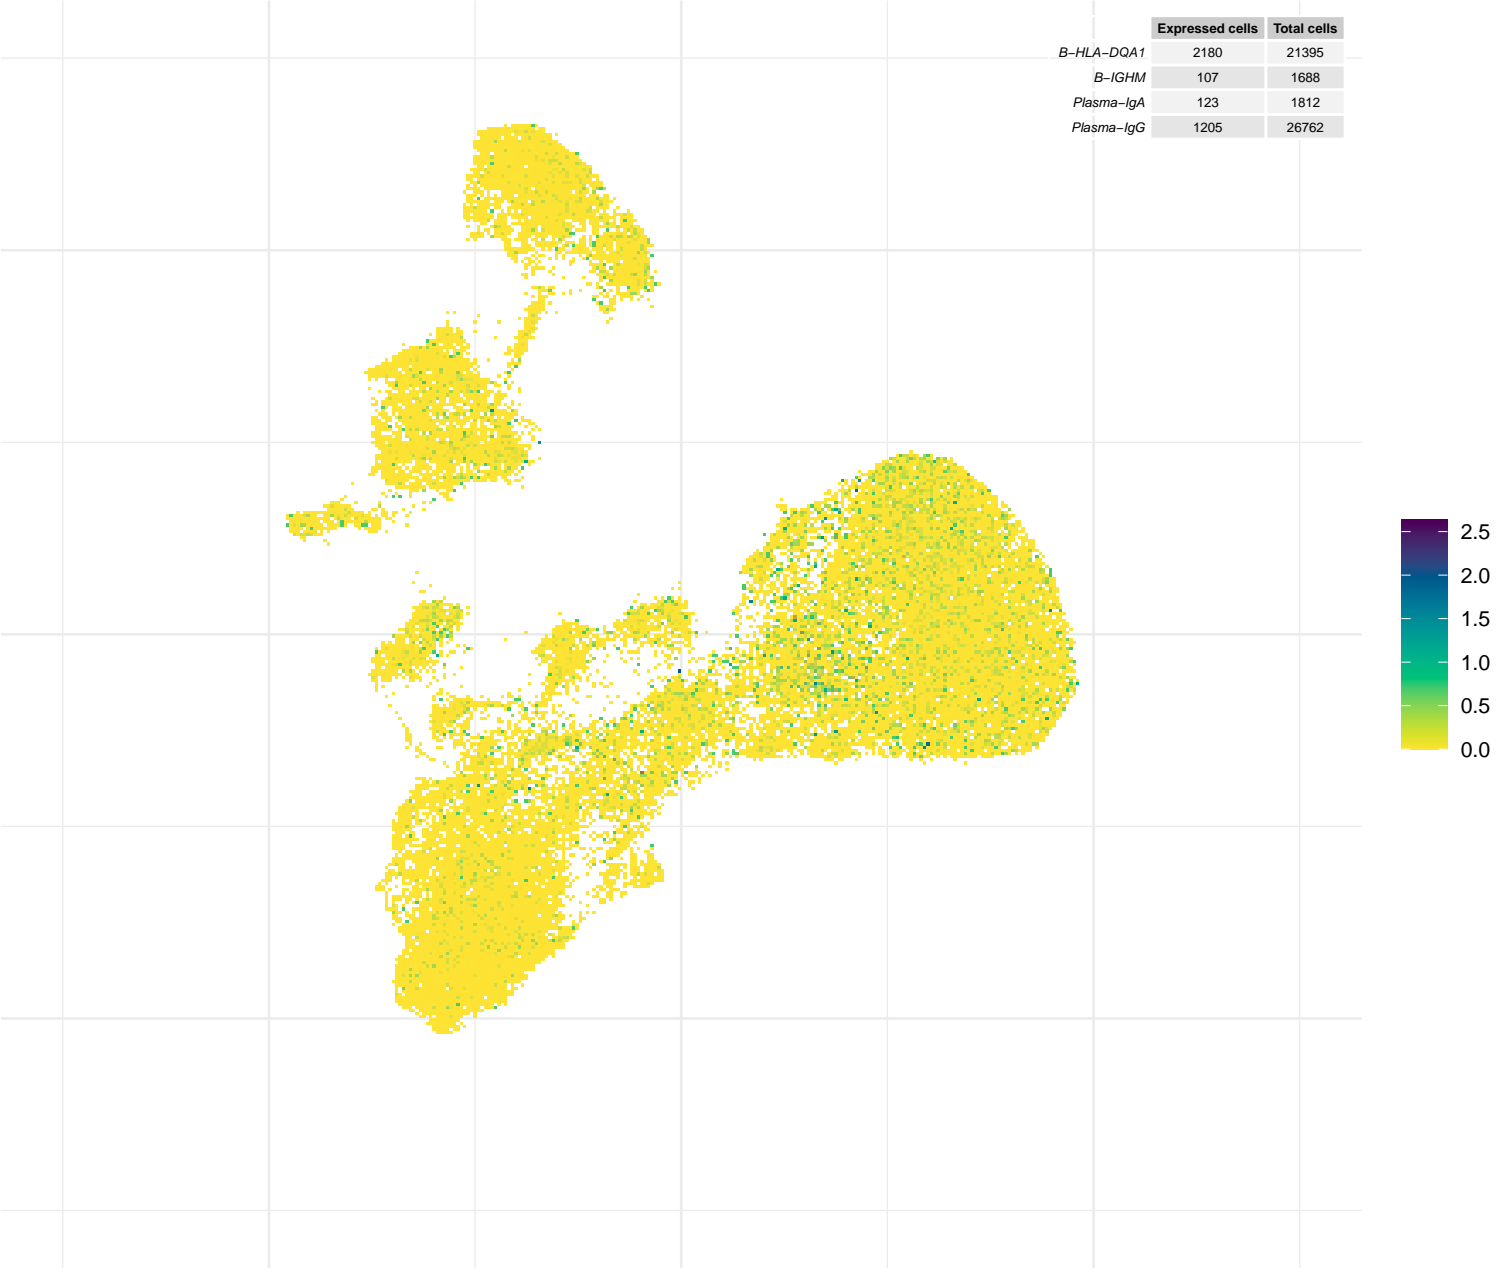 Expressed cells Total cells
B−HLA−DQA1 2180 21395
B−IGHM 107 1688
Plasma−IgA 123 1812
Plasma−IgG 1205 26762
2.5
2.0
1.5
1.0
0.5
0.0